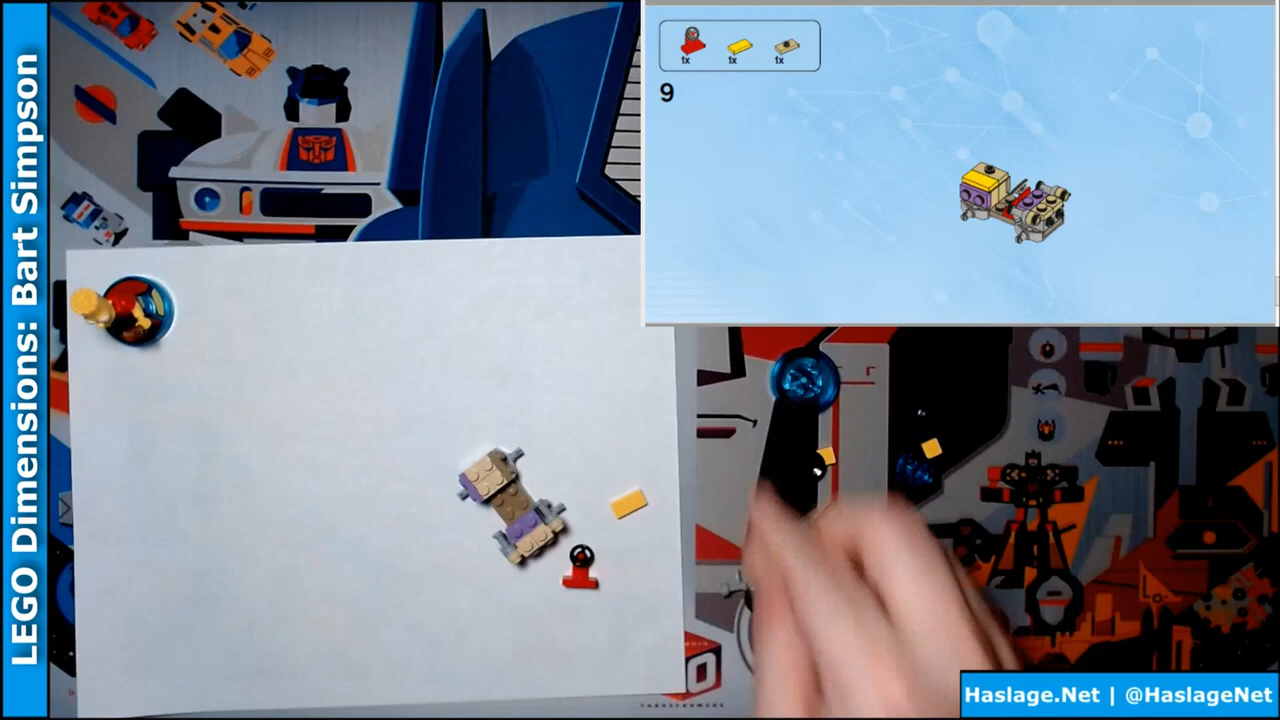 LEGO Dimensions: Bart Simpson
1x 1x 1x
9
Haslage.Net | @HaslageNet